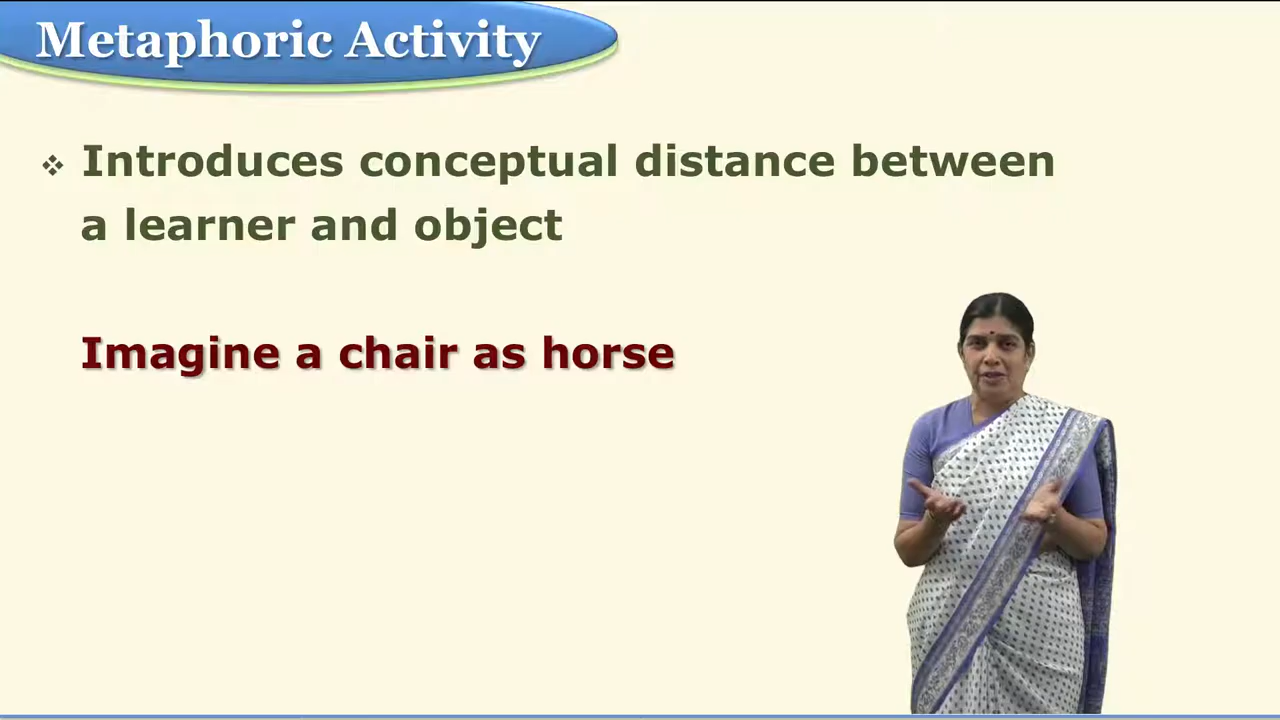 Metaphoric Activity
❖ Introduces conceptual distance between
a learner and object
Imagine a chair as horse